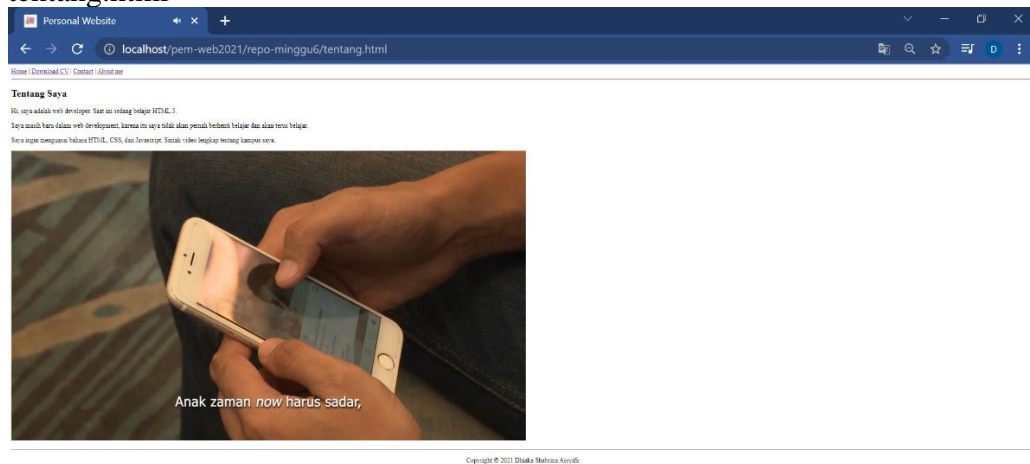 tentang.html
Personal Website
localhost/pem-web2021/repo-minggu6/tentang.html
D
Home | Download CV | Contact | About me
Tentang Saya
Hi, saya adalah web developer. Saat ini sedang belajar HTML 5.
Saya masih baru dalam web development, karena itu saya tidak akan pernah berhenti belajar dan akan terus belajar.
Saya ingin menguasai bahasa HTML, CSS, dan Javascript. Simak video lengkap tentang kampus saya.
Anak zaman now harus sadar,
Copyright © 2021 Dhiaka Shabrina Assyifa